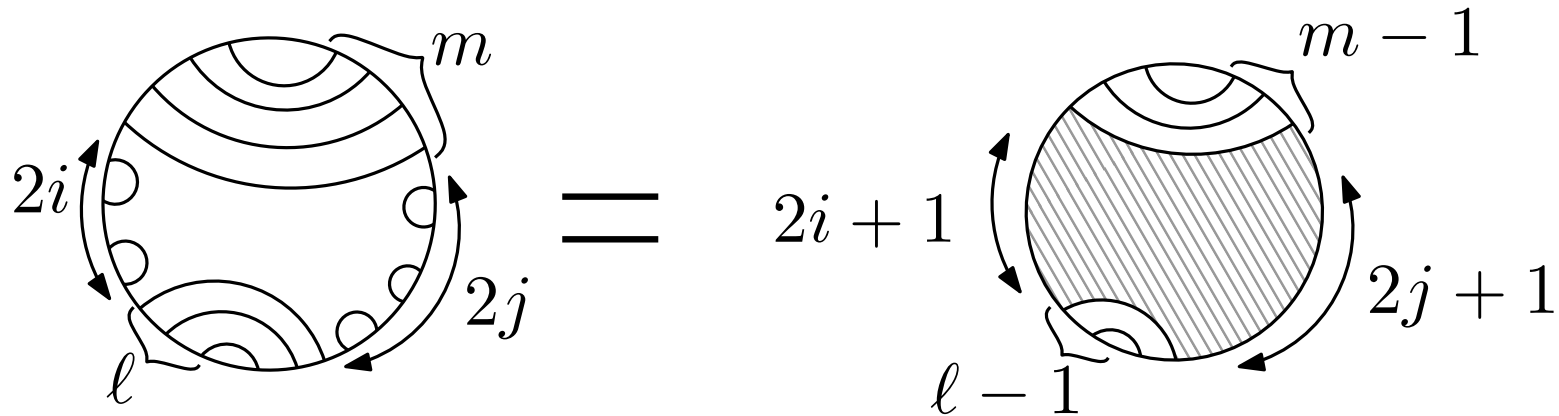 m
2i
2j
ℓ
=
m − 1
2i + 1
2j + 1
ℓ − 1